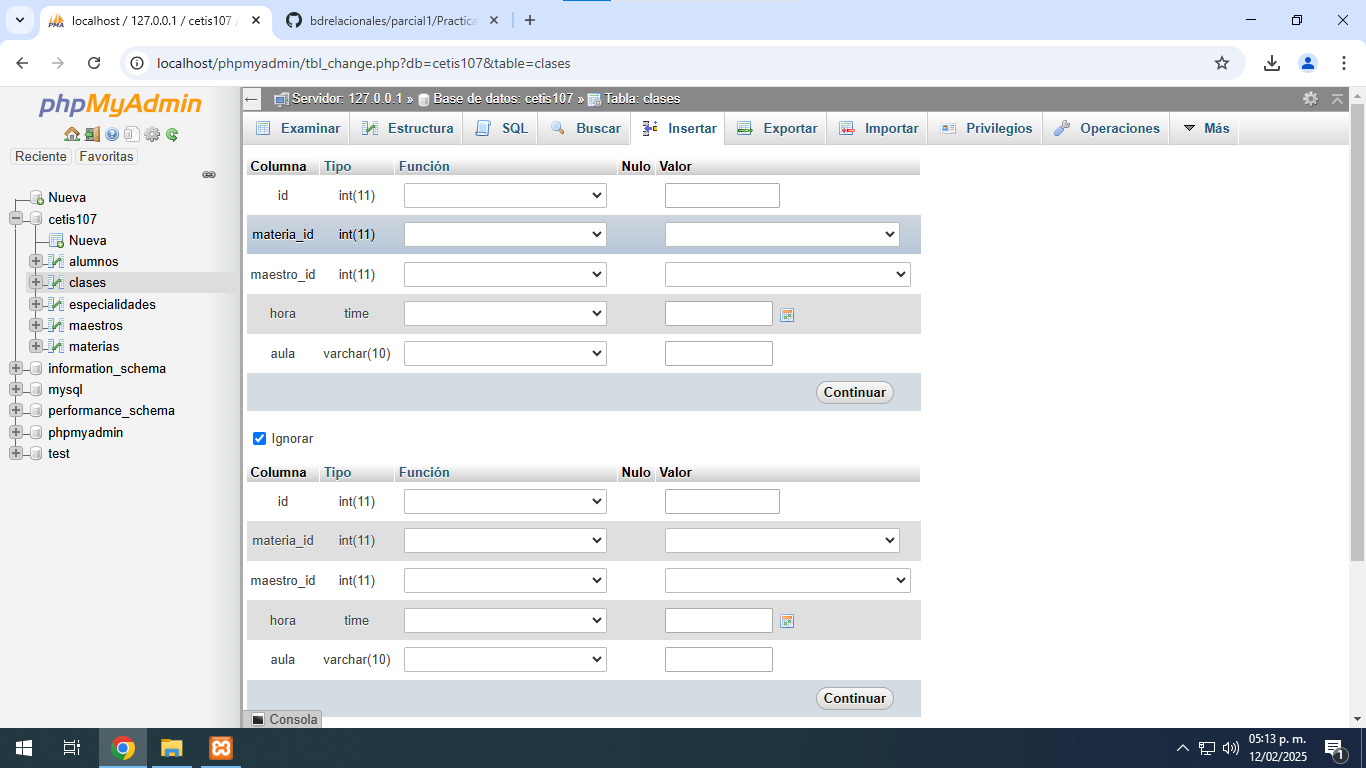 localhost / 127.0.0.1 / cetis107
bdrelacionales/parcial1/Practica
localhost/phpmyadmin/tbl_change.php?db=cetis107&table=clases
phpMyAdmin
Reciente
Favoritas
Nueva
cetis107
Nueva
alumnos
clases
especialidades
maestros
materias
information_schema
mysql
performance_schema
phpmyadmin
test
Servidor: 127.0.0.1 » Base de datos: cetis107 » Tabla: clases
Examinar Estructura SQL Buscar Insertar Exportar Importar Privilegios Operaciones Más
Columna Tipo Función Nulo Valor
id int(11)
materia_id int(11)
maestro_id int(11)
hora time
aula varchar(10)
Continuar
Ignorar
Columna Tipo Función Nulo Valor
id int(11)
materia_id int(11)
maestro_id int(11)
hora time
aula varchar(10)
Continuar
Consola
05:13 p. m.
12/02/2025
1